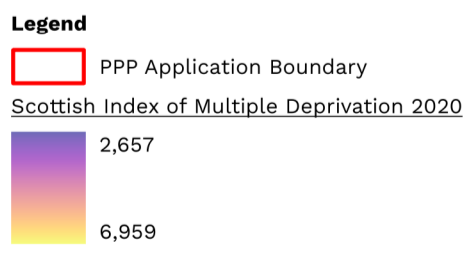 Legend
PPP Application Boundary
Scottish Index of Multiple Deprivation 2020
2,657
6,959